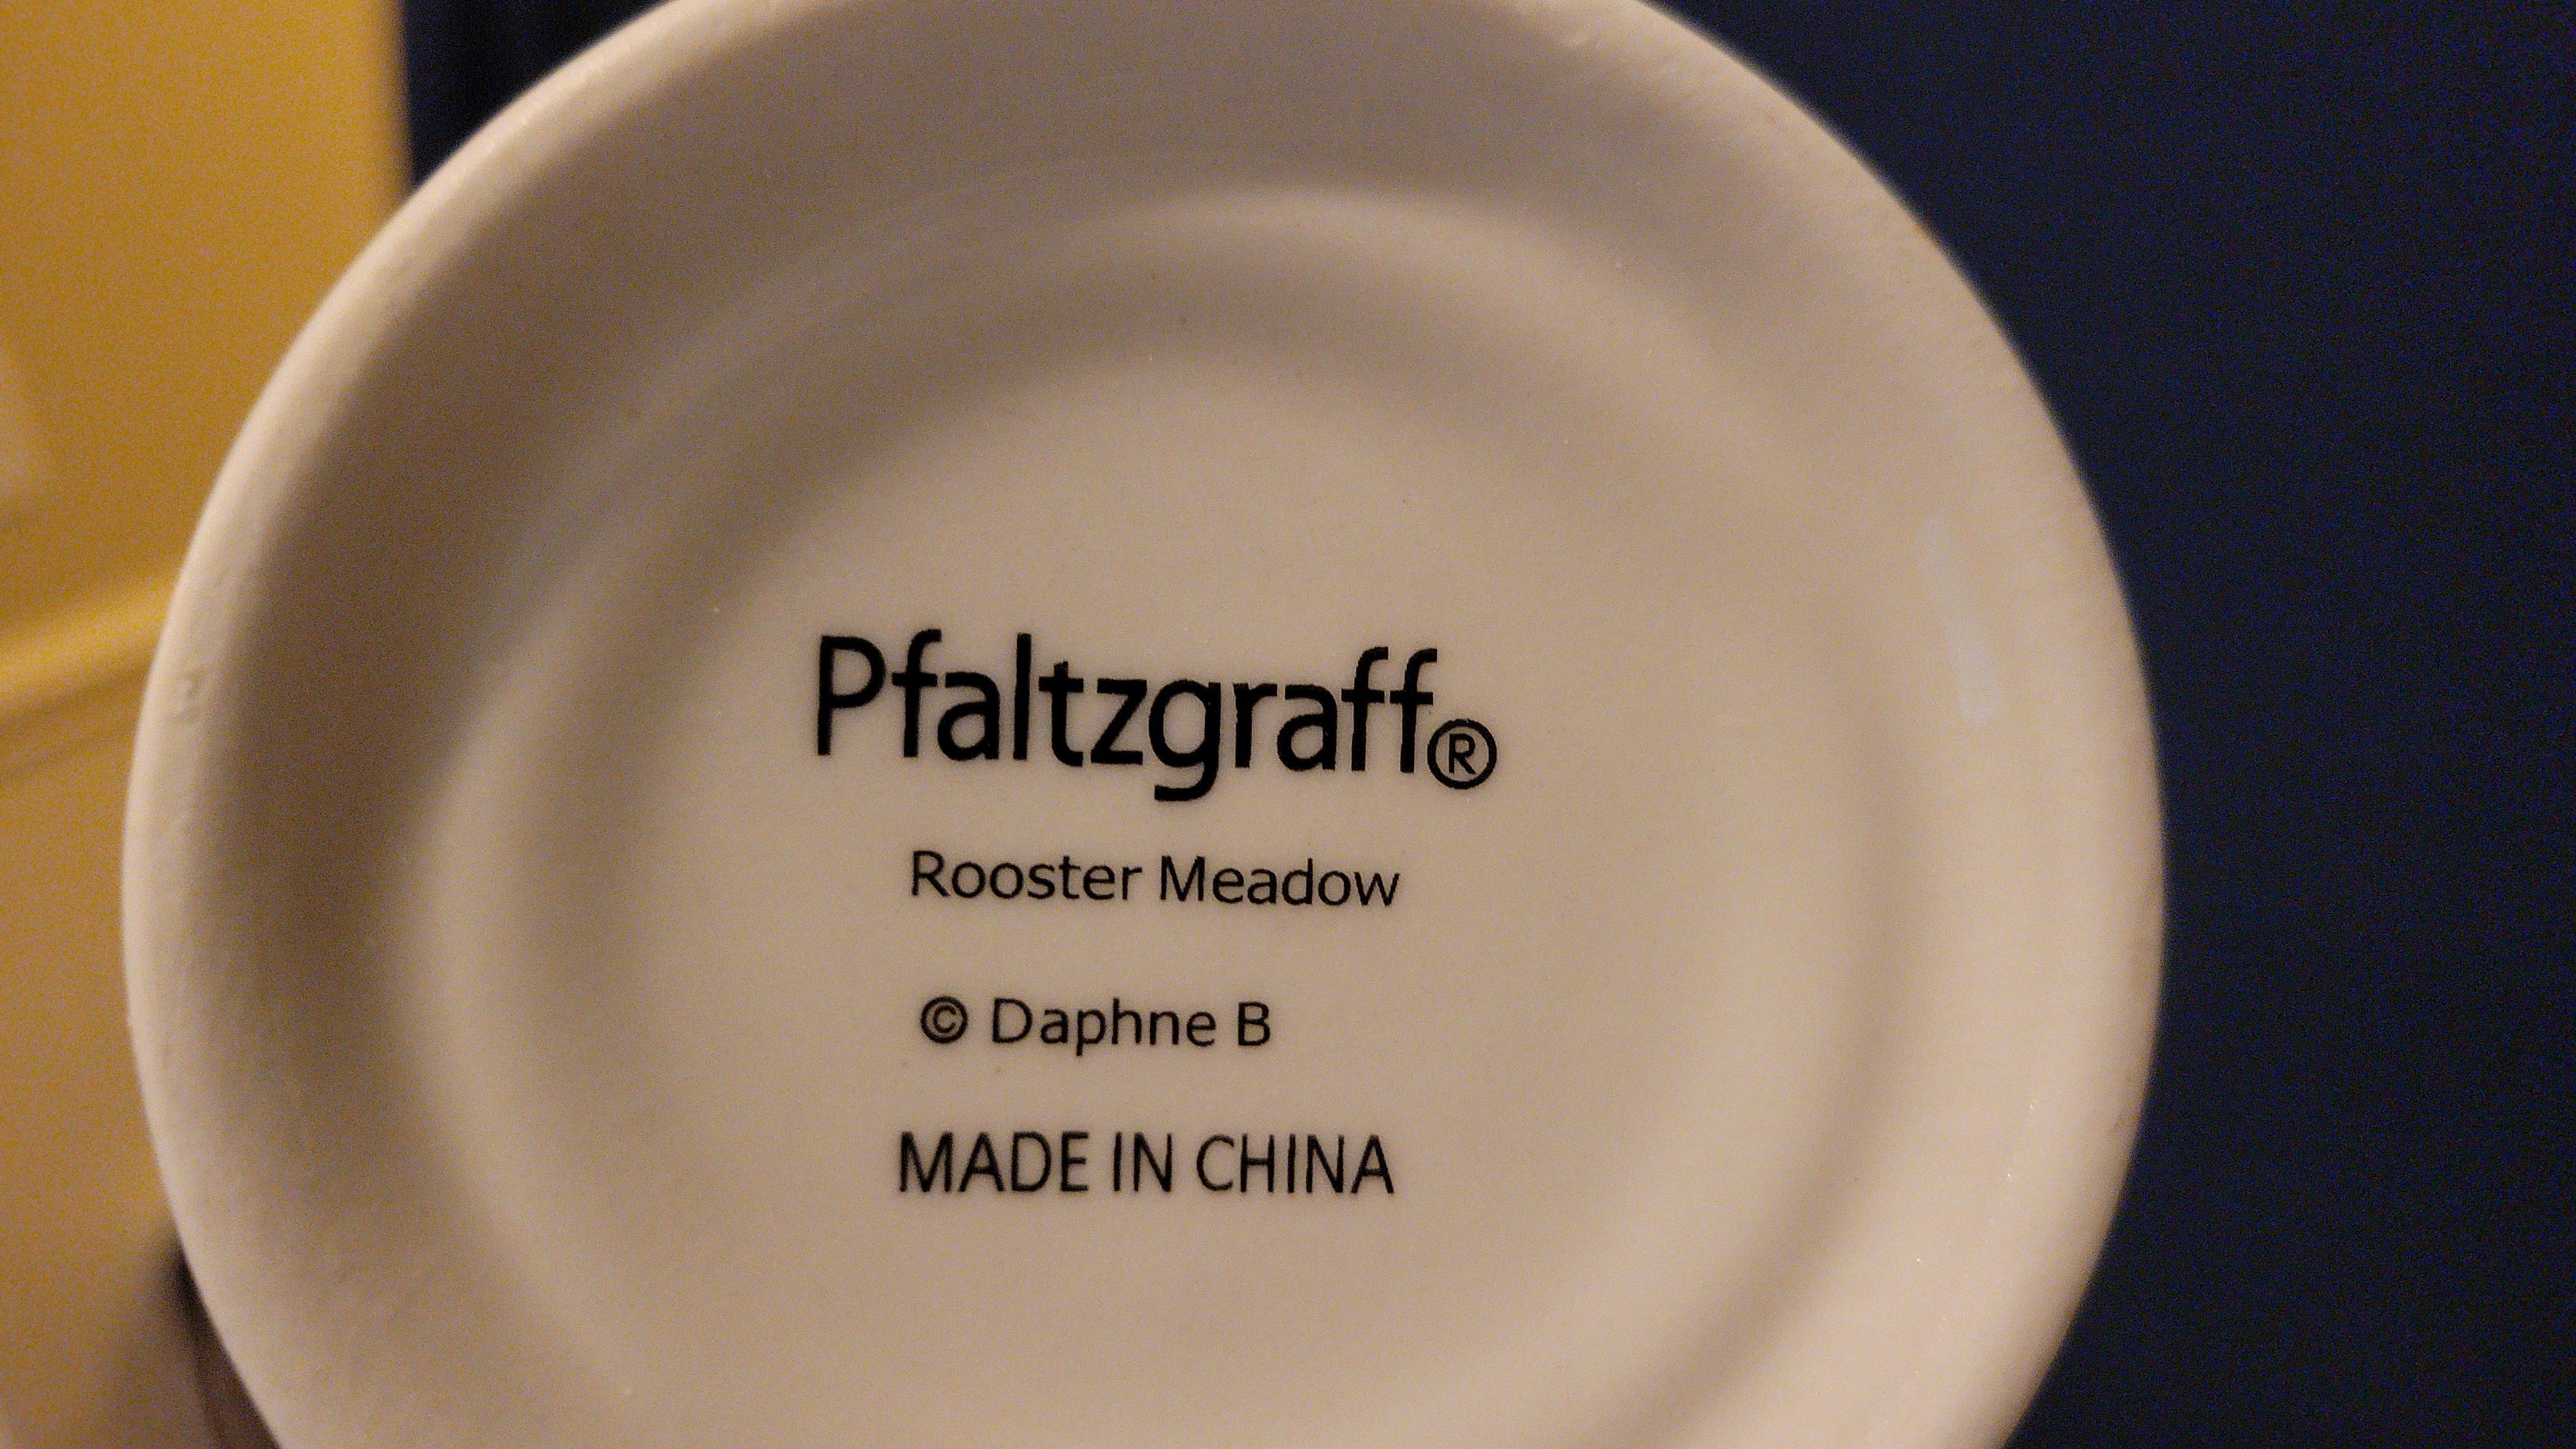 Pfaltzgraff®
Rooster Meadow
© Daphne B
MADE IN CHINA